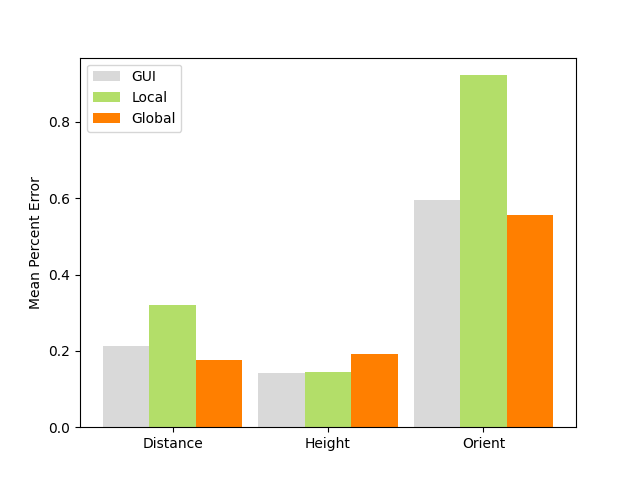 GUI
Local
Global
Mean Percent Error
0.8
0.6
0.4
0.2
0.0
Distance Height Orient